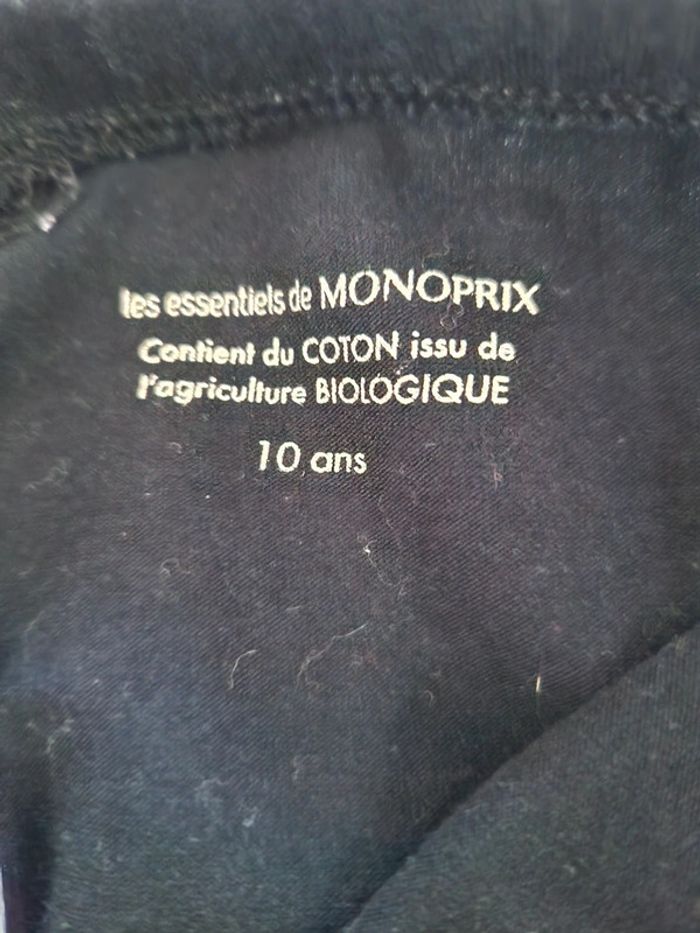 les essentiels de MONOPRIX
Contient du COTON issu de
l'agriculture BIOLOGIQUE
10 ans